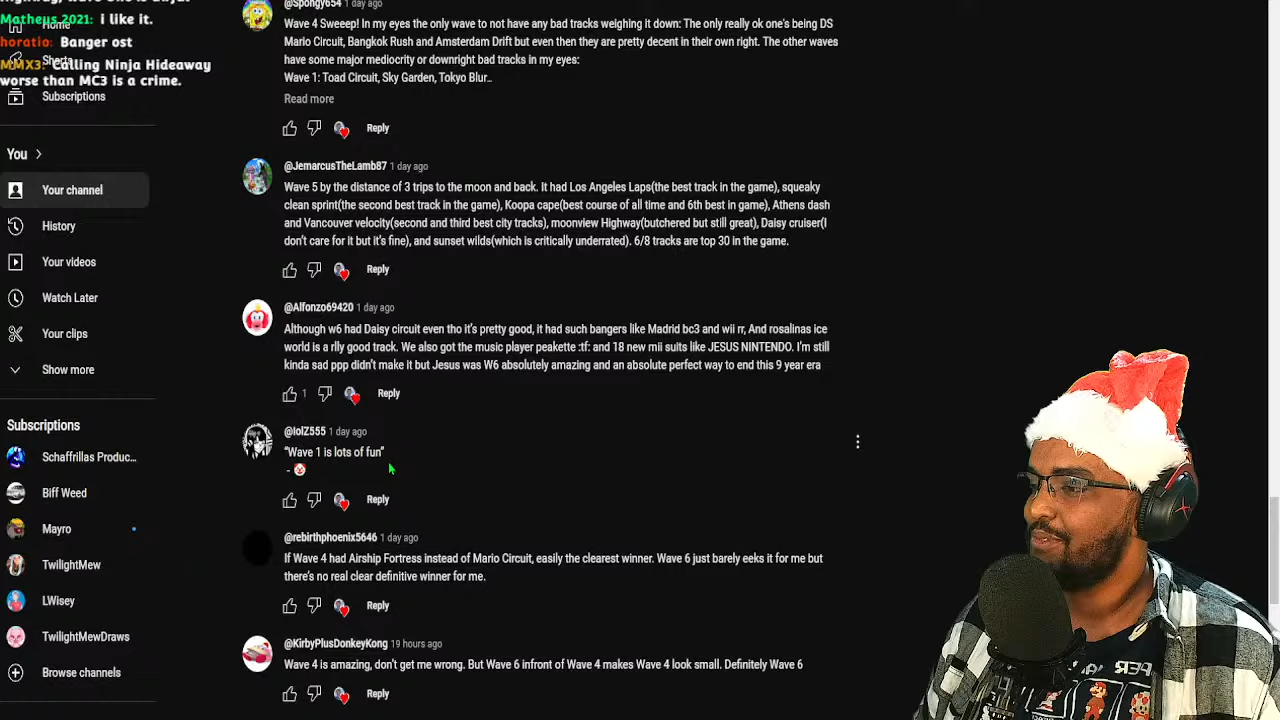 Matheus 2021: i like it.
Home
horatio: Banger ost
Shorts
MMX3: Calling Ninja Hideaway
worse than MC3 is a crime.
Subscriptions
You
Your channel
History
Your videos
Watch Later
Your clips
Show more
Subscriptions
Schaffrillas Produc...
Biff Weed
Mayro
TwilightMew
LWisey
TwilightMewDraws
Browse channels
@Spongy654 1 day ago
Wave 4 Sweeep! In my eyes the only wave to not have any bad tracks weighing it down: The only really ok one's being DS
Mario Circuit, Bangkok Rush and Amsterdam Drift but even then they are pretty decent in their own right. The other waves
have some major mediocrity or downright bad tracks in my eyes:
Wave 1: Toad Circuit, Sky Garden, Tokyo Blur..
Read more
Reply
@JemarcusTheLamb87 1 day ago
Wave 5 by the distance of 3 trips to the moon and back. It had Los Angeles Laps(the best track in the game), squeaky
clean sprint(the second best track in the game), Koopa cape(best course of all time and 6th best in game), Athens dash
and Vancouver velocity(second and third best city tracks), moonview Highway(butchered but still great), Daisy cruiser(I
don't care for it but it's fine), and sunset wilds(which is critically underrated). 6/8 tracks are top 30 in the game.
Reply
@Alfonzo69420 1 day ago
Although w6 had Daisy circuit even tho it's pretty good, it had such bangers like Madrid bc3 and wii rr, And rosalinas ice
world is a rlly good track. We also got the music player peakette :tf: and 18 new mii suits like JESUS NINTENDO. I'm still
kinda sad ppp didn't make it but Jesus was W6 absolutely amazing and an absolute perfect way to end this 9 year era
1 Reply
@lolZ555 1 day ago
“Wave 1 is lots of fun”
- 🤡
Reply
@rebirthphoenix5646 1 day ago
If Wave 4 had Airship Fortress instead of Mario Circuit, easily the clearest winner. Wave 6 just barely eeks it for me but
there's no real clear definitive winner for me.
Reply
@KirbyPlusDonkeyKong 19 hours ago
Wave 4 is amazing, don't get me wrong. But Wave 6 infront of Wave 4 makes Wave 4 look small. Definitely Wave 6
Reply